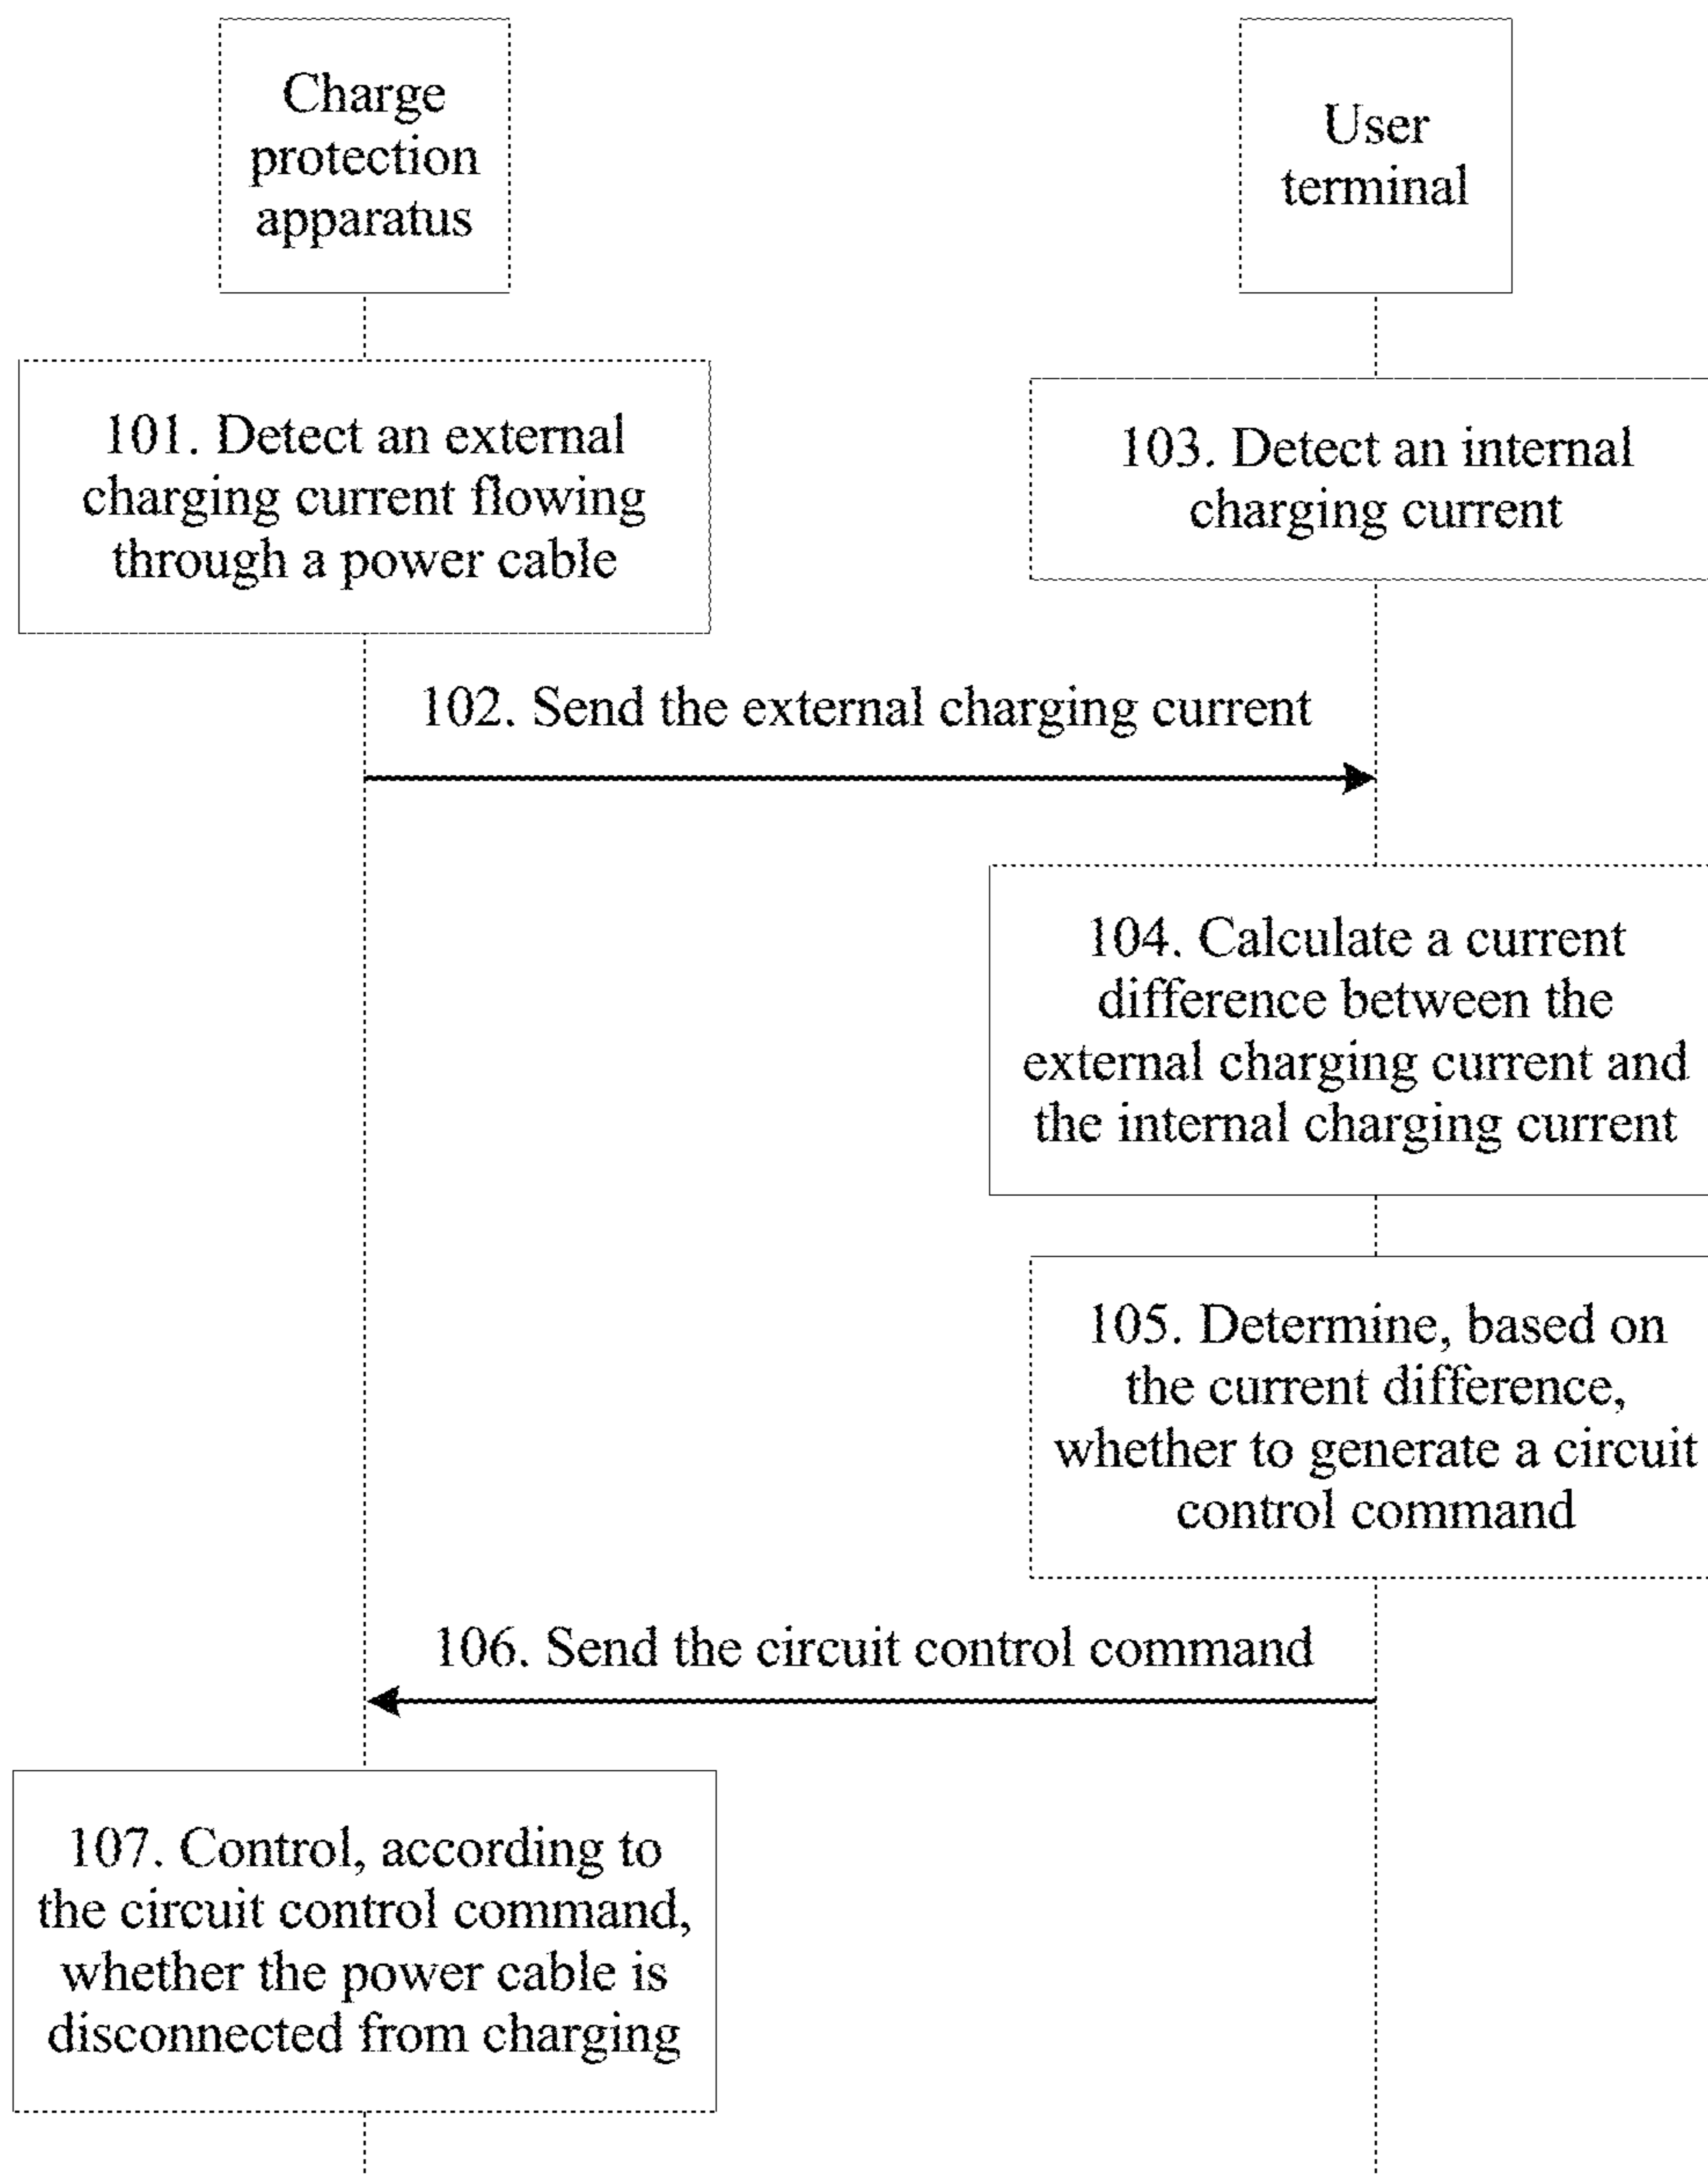 Charge
protection
apparatus
User
terminal
101. Detect an external
charging current flowing
through a power cable
103. Detect an internal
charging current
102. Send the external charging current
104. Calculate a current
difference between the
external charging current and
the internal charging current
105. Determine, based on
the current difference,
whether to generate a circuit
control command
106. Send the circuit control command
107. Control, according to
the circuit control command,
whether the power cable is
disconnected from charging